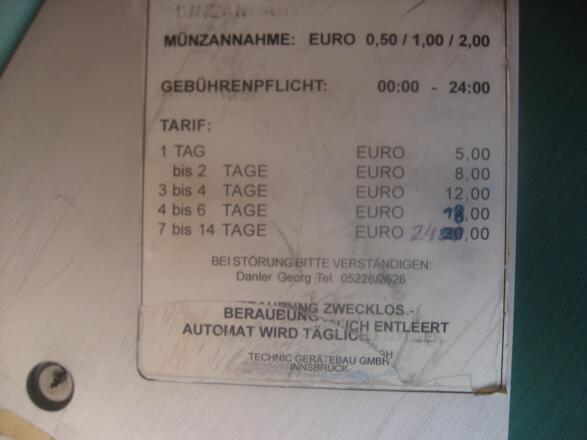 MÜNZANNAHME: EURO 0,50 / 1,00 / 2,00
GEBÜHRENPFLICHT: 00:00 - 24:00
TARIF:
1 TAG EURO 5,00
bis 2 TAGE EURO 8,00
3 bis 4 TAGE EURO 12,00
4 bis 6 TAGE EURO 18,00
7 bis 14 TAGE EURO 24 20,00
BEI STÖRUNG BITTE VERSTÄNDIGEN:
Danler Georg Tel. 05226/2626
ZWECKLOS -
BERAUBUNG LICH ENTLEERT
AUTOMAT WIRD TÄGLICH
TECHNIC GERÄTEBAU GMBH
INNSBRUCK